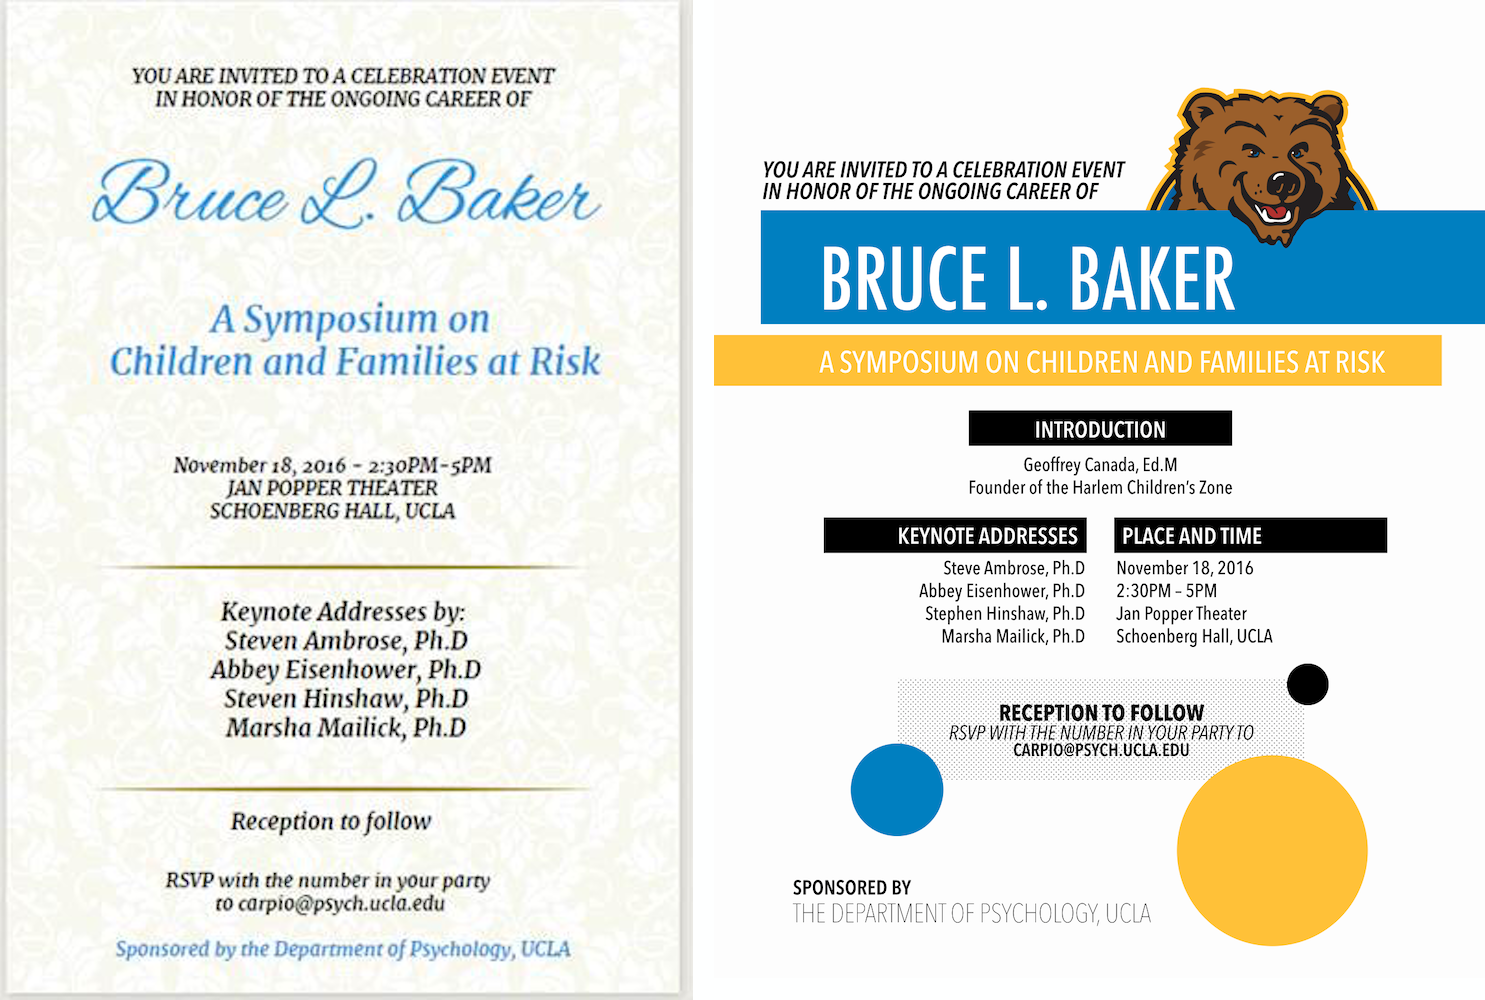 YOU ARE INVITED TO A CELEBRATION EVENT
IN HONOR OF THE ONGOING CAREER OF
Bruce L. Baker
A Symposium on
Children and Families at Risk
November 18, 2016 - 2:30PM-5PM
JAN POPPER THEATER
SCHOENBERG HALL, UCLA
Keynote Addresses by:
Steven Ambrose, Ph.D
Abbey Eisenhower, Ph.D
Steven Hinshaw, Ph.D
Marsha Mailick, Ph.D
Reception to follow
RSVP with the number in your party
to carpio@psych.ucla.edu
Sponsored by the Department of Psychology, UCLA
YOU ARE INVITED TO A CELEBRATION EVENT
IN HONOR OF THE ONGOING CAREER OF
BRUCE L. BAKER
A SYMPOSIUM ON CHILDREN AND FAMILIES AT RISK
INTRODUCTION
Geoffrey Canada, Ed.M
Founder of the Harlem Children's Zone
KEYNOTE ADDRESSES
Steve Ambrose, Ph.D
Abbey Eisenhower, Ph.D
Stephen Hinshaw, Ph.D
Marsha Mailick, Ph.D
PLACE AND TIME
November 18, 2016
2:30PM – 5PM
Jan Popper Theater
Schoenberg Hall, UCLA
RECEPTION TO FOLLOW
RSVP WITH THE NUMBER IN YOUR PARTY TO
CARPIO@PSYCH.UCLA.EDU
SPONSORED BY
THE DEPARTMENT OF PSYCHOLOGY, UCLA